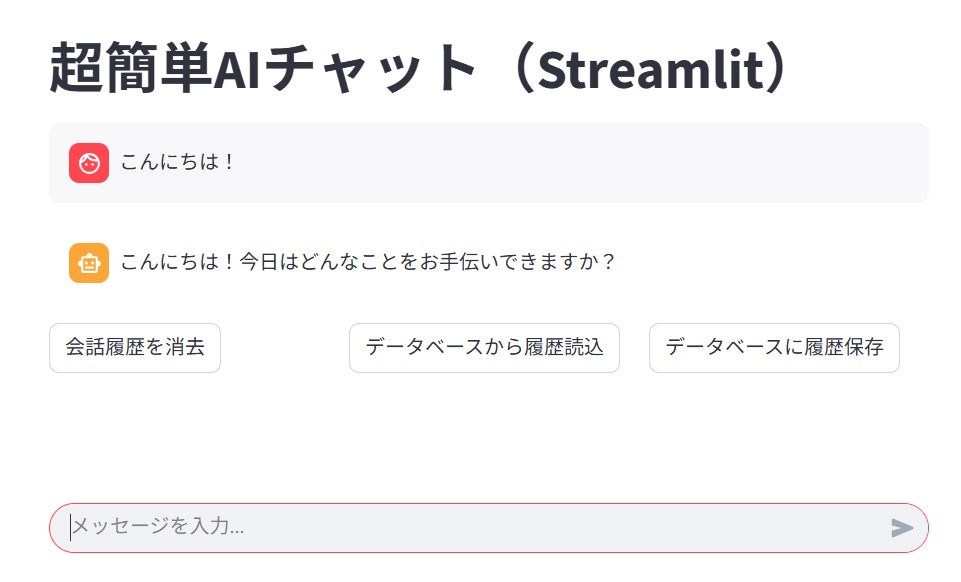 超簡単AIチャット（Streamlit）
こんにちは！
こんにちは！今日はどんなことをお手伝いできますか？
会話履歴を消去
データベースから履歴読込
データベースに履歴保存
メッセージを入力...